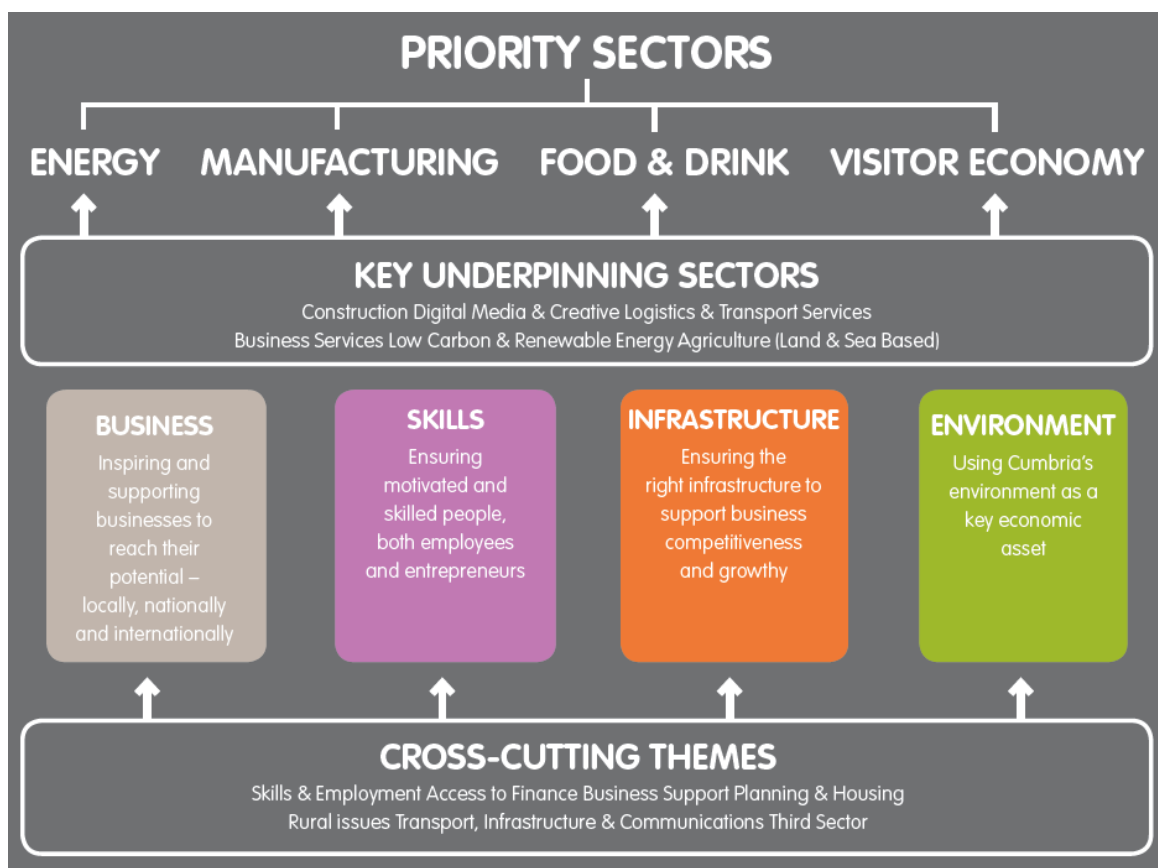 PRIORITY SECTORS
ENERGY
MANUFACTURING
FOOD & DRINK
VISITOR ECONOMY
KEY UNDERPINNING SECTORS
Construction Digital Media & Creative Logistics & Transport Services
Business Services Low Carbon & Renewable Energy Agriculture (Land & Sea Based)
BUSINESS
Inspiring and
supporting
businesses to
reach their
potential –
locally, nationally
and internationally
SKILLS
Ensuring
motivated and
skilled people,
both employees
and entrepreneurs
INFRASTRUCTURE
Ensuring the
right infrastructure to
support business
competitiveness
and growthy
ENVIRONMENT
Using Cumbria's
environment as a
key economic
asset
CROSS-CUTTING THEMES
Skills & Employment Access to Finance Business Support Planning & Housing
Rural issues Transport, Infrastructure & Communications Third Sector